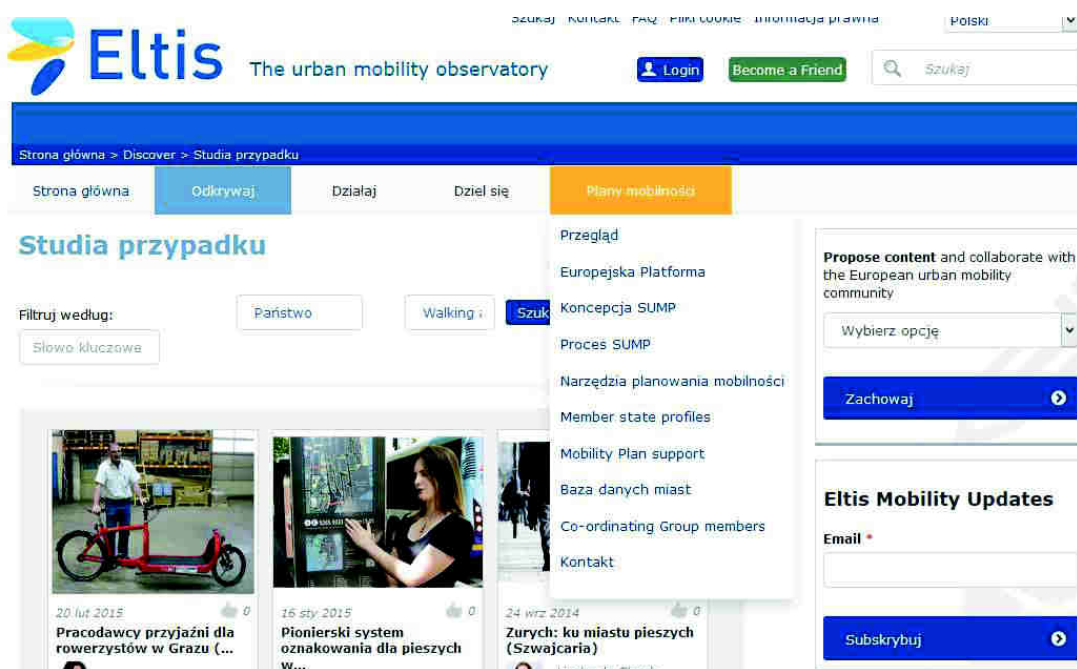 Szukaj Kontakt FAQ Pliki cookie Informacja prawna Polski
Eltis The urban mobility observatory
Login Become a Friend Szukaj
Strona główna > Discover > Studia przypadku
Strona główna Odkrywaj Działaj Dziel się Plany mobilności
Studia przypadku
Filtruj według:
Państwo
Walking
Szuk
Słowo kluczowe
Przegląd
Europejska Platforma
Koncepcja SUMP
Proces SUMP
Narzędzia planowania mobilności
Member state profiles
Mobility Plan support
Baza danych miast
Co-ordinating Group members
Kontakt
Propose content and collaborate with
the European urban mobility
community
Wybierz opcję
Zachowaj
Eltis Mobility Updates
Email *
Subskrybuj
20 lut 2015 0
Pracodawcy przyjaźni dla
rowerzystów w Grazu (...
16 sty 2015 0
Pionierski system
oznakowania dla pieszych
w...
24 wrz 2014 0
Zurych: ku miastu pieszych
(Szwajcaria)